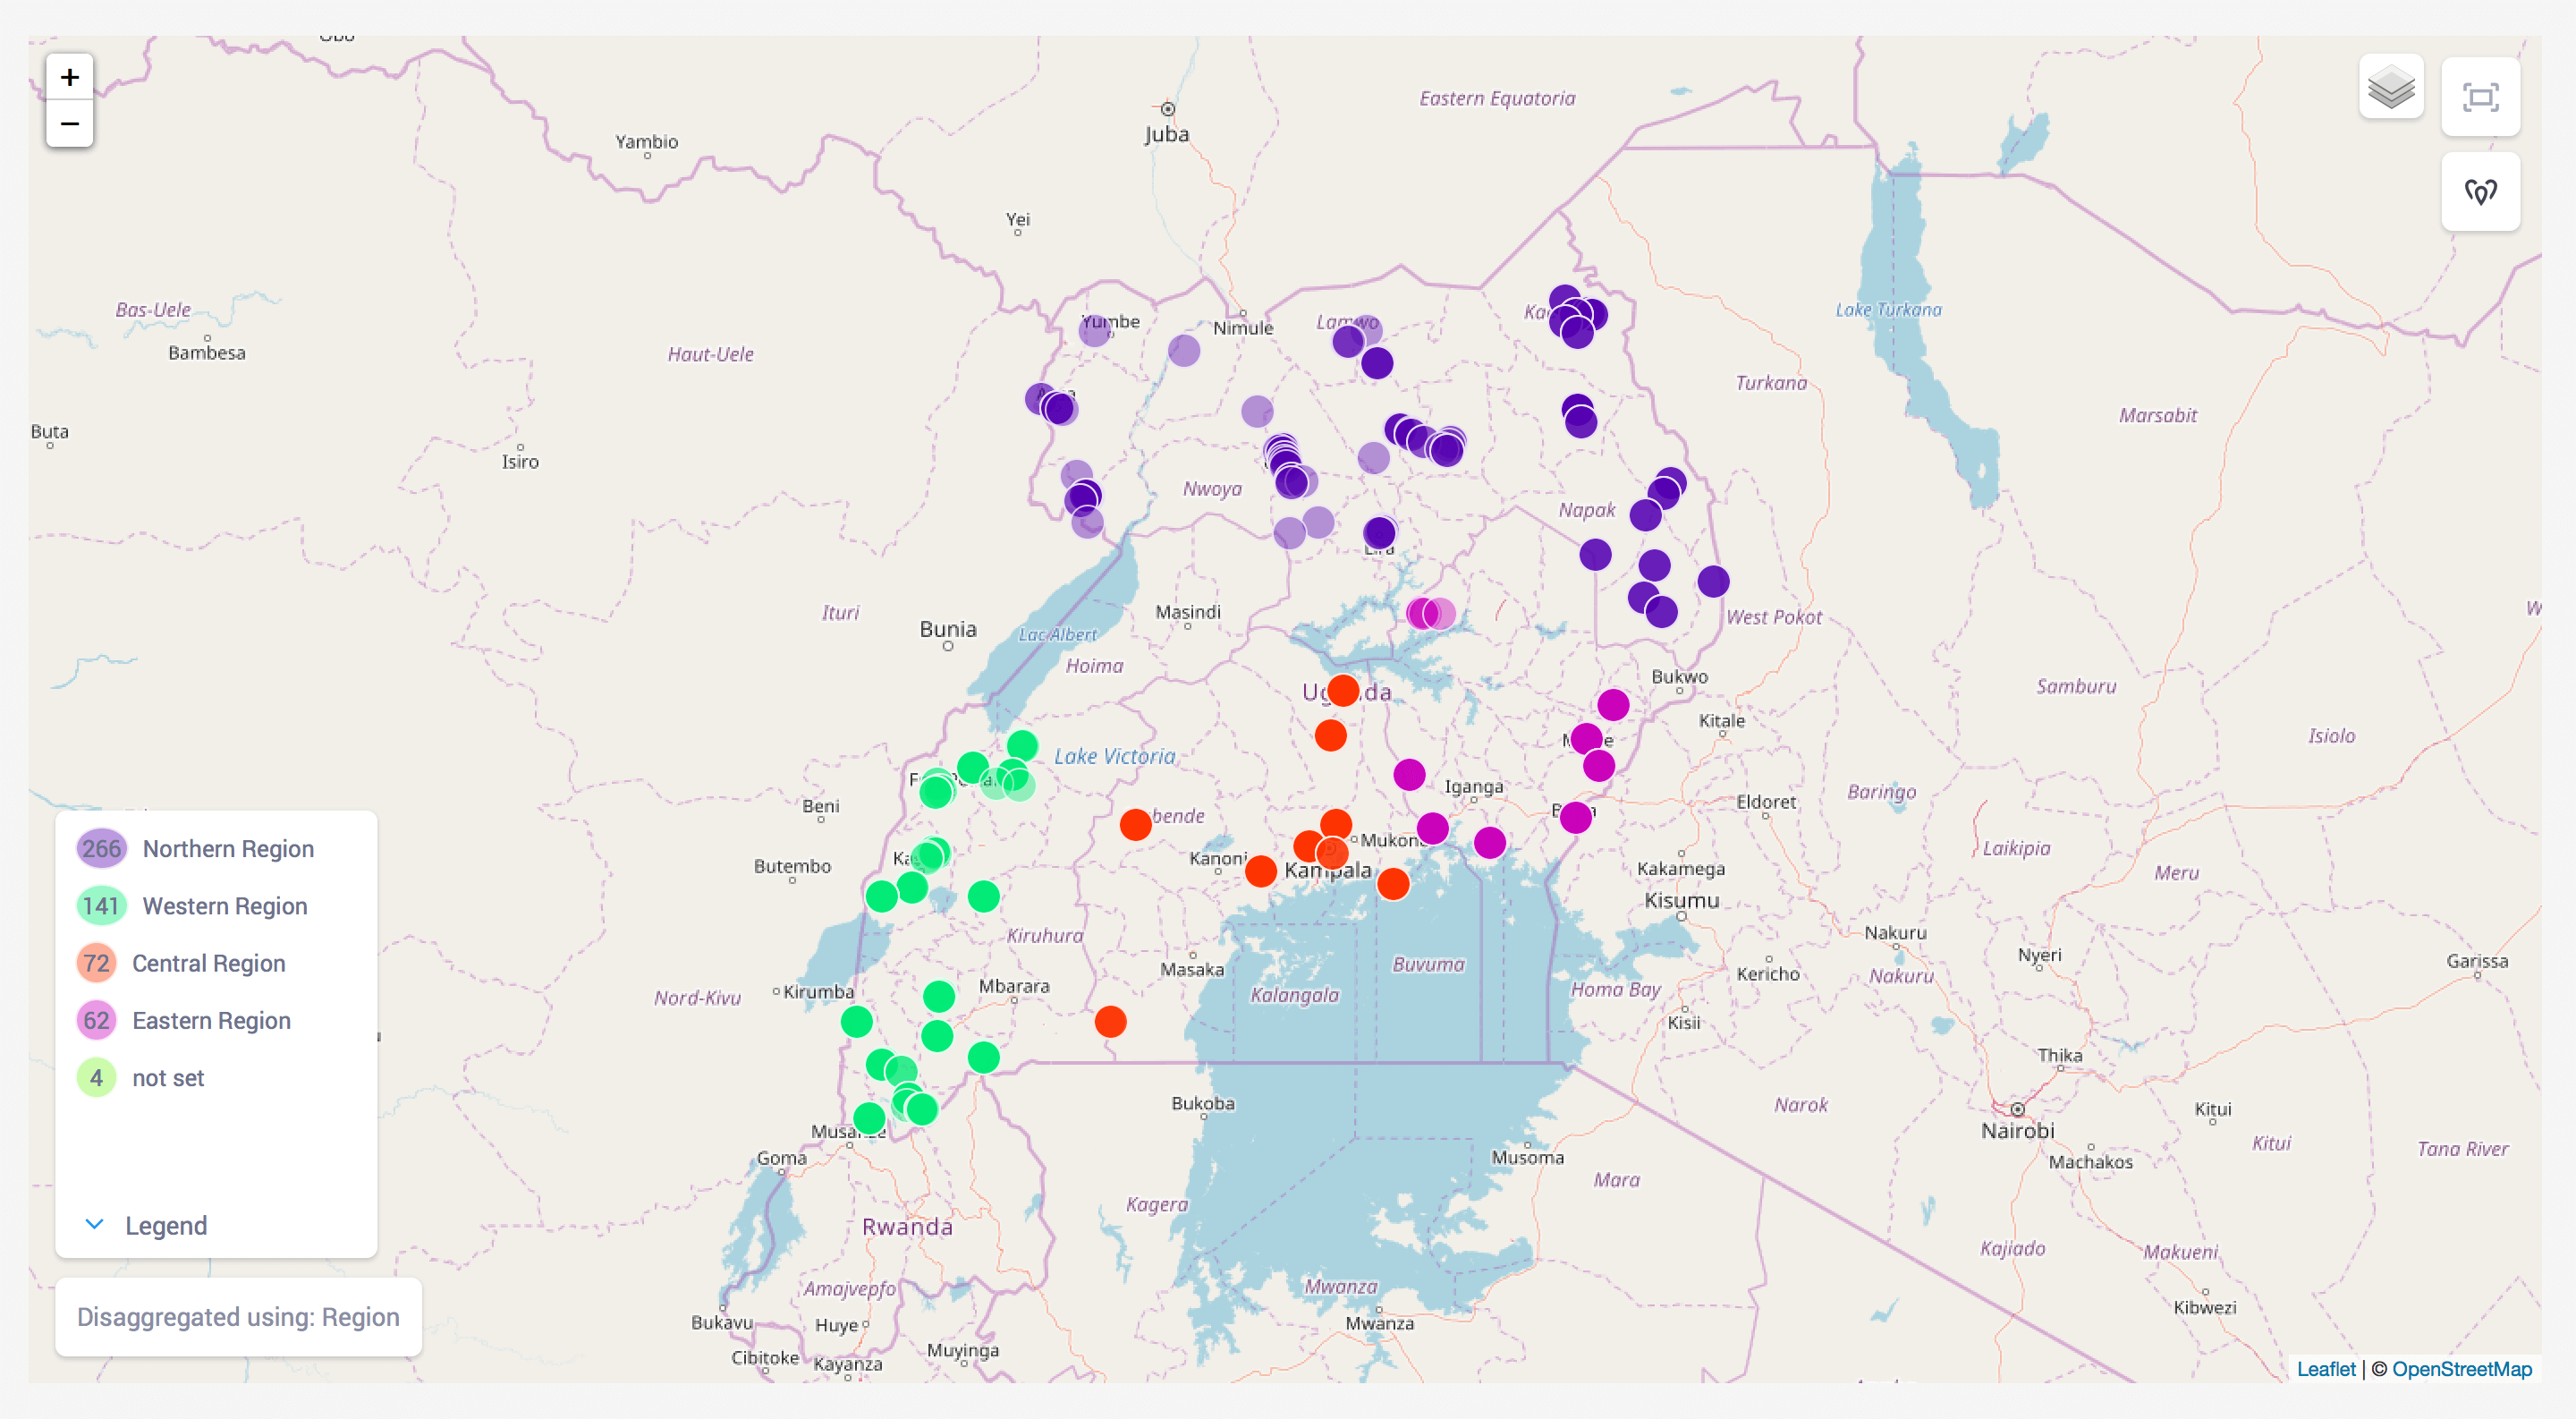 +
−
Juba
Eastern Equatoria
Yambio
Yei
Bas-Uele
Bambesa
Haut-Uele
Yumbe
Nimule
Lamwo
Lake Turkana
Turkana
Marsabit
Buta
Isiro
Nwoya
Napak
Lira
Ituri
Bunia
Lac Albert
Masindi
Hoima
West Pokot
Bukwo
Uganda
Kitale
Samburu
Isiolo
Lake Victoria
Beni
Iganga
Eldoret
Baringo
Butembo
Kanoni
Mukono
Kampala
Kakamega
Kisumu
Laikipia
Meru
Kiruhura
Masaka
Buvuma
Nakuru
Nakuru
Nyeri
Garissa
Nord-Kivu
Kirumba
Mbarara
Kalangala
Homa Bay
Kericho
Kisii
Thika
Bukoba
Narok
Nairobi
Kitui
Kitui
Machakos
Tana River
Musanze
Goma
Musoma
Mara
Kagera
Rwanda
Kajiado
Makueni
Amajyepfo
Mwanza
Mwanza
Kibwezi
Bukavu
Huye
Cibitoke
Kayanza
Muyinga
266 Northern Region
141 Western Region
72 Central Region
62 Eastern Region
4 not set
Legend
Disaggregated using: Region
Leaflet | © OpenStreetMap